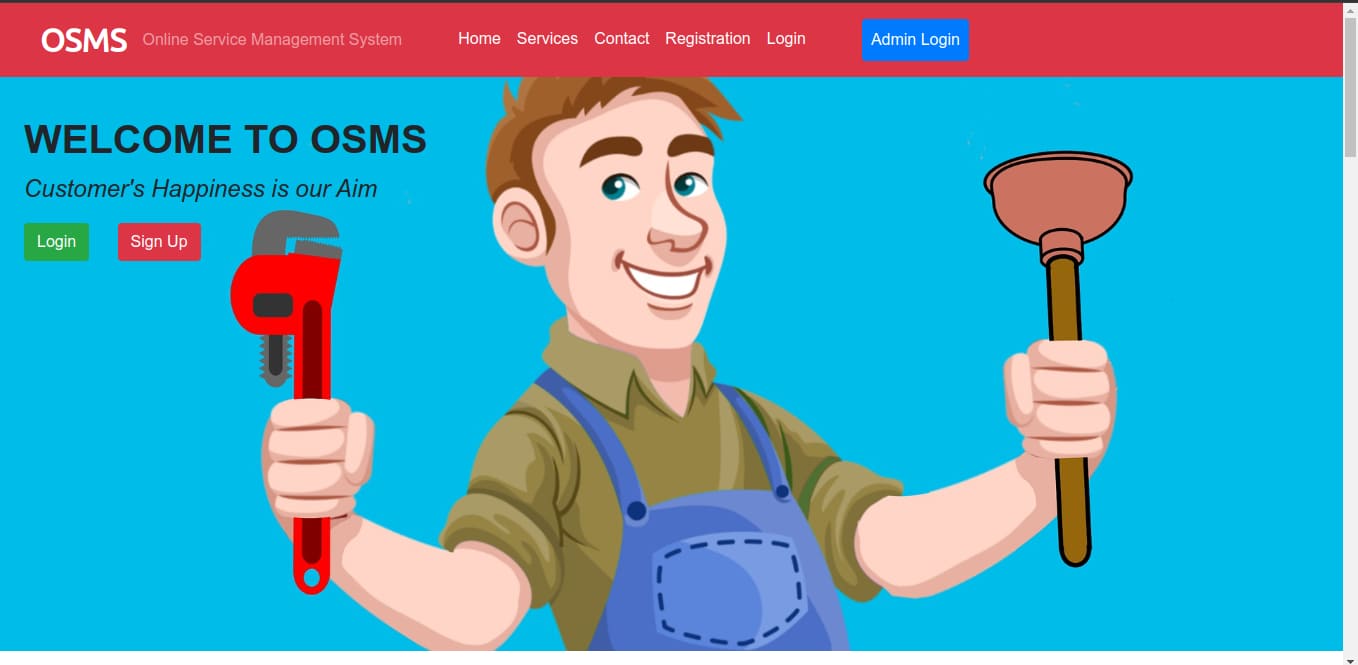 OSMS Online Service Management System Home Services Contact Registration Login Admin Login
WELCOME TO OSMS
Customer's Happiness is our Aim
Login Sign Up